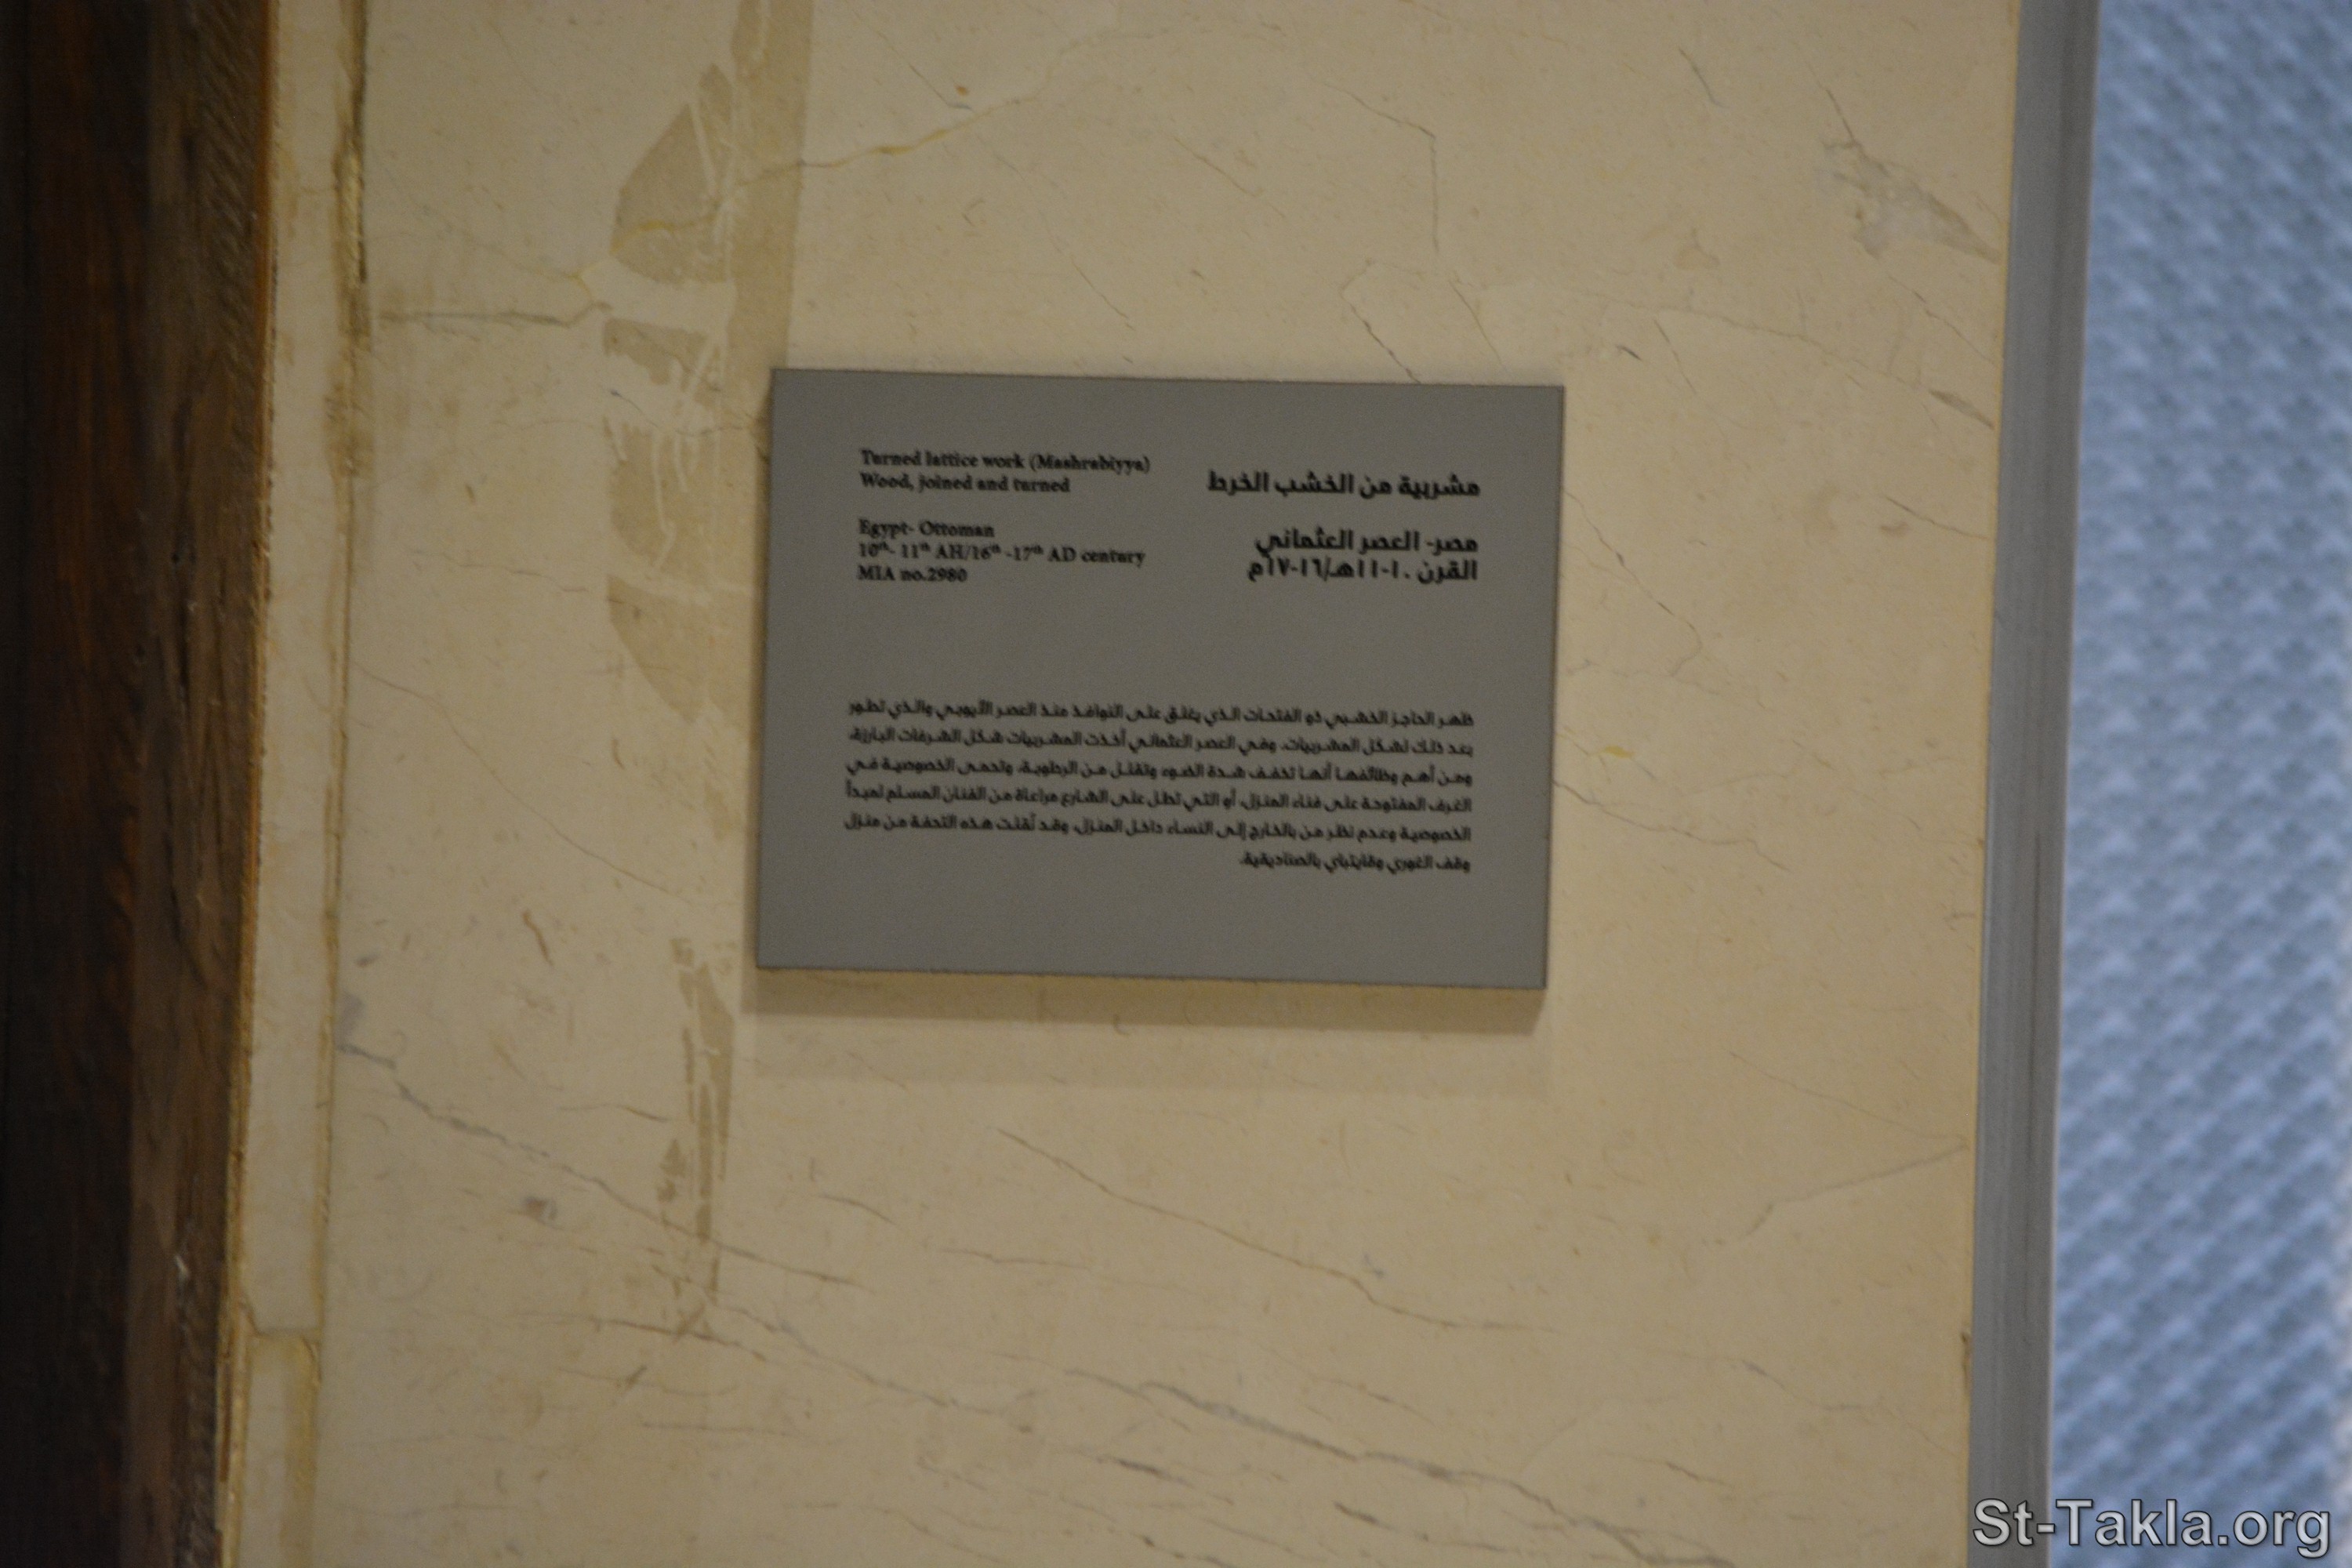 Turned lattice work (Mashrabiyya)
Wood, joined and turned
Egypt- Ottoman
10th- 11th AH/16th -17th AD century
MIA no.2980
مشربية من الخشب الخرط
مصر- العصر العثماني
القرن ١٠-١١هـ/١٦-١٧م
ظهر الحاجز الخشبي ذو الفتحات الذي يغلق على النوافذ منذ العصر الأيوبي والذي تطور
بعد ذلك لشكل المشربيات، وفي العصر العثماني أخذت المشربيات شكل الشرفات البارزة،
ومن أهم وظائفها أنها تخفف شدة الضوء وتقلل من الرطوبة، وتحمى الخصوصية في
الغرف المفتوحة على فناء المنزل، أو التي تطل على الشارع مراعاة من الفنان المسلم لمبدأ
الخصوصية وعدم نظر من بالخارج إلى النساء داخل المنزل، وقد نُقلت هذه التحفة من منزل
وقف الغوري وقايتباي بالصناديقية.
St-Takla.org